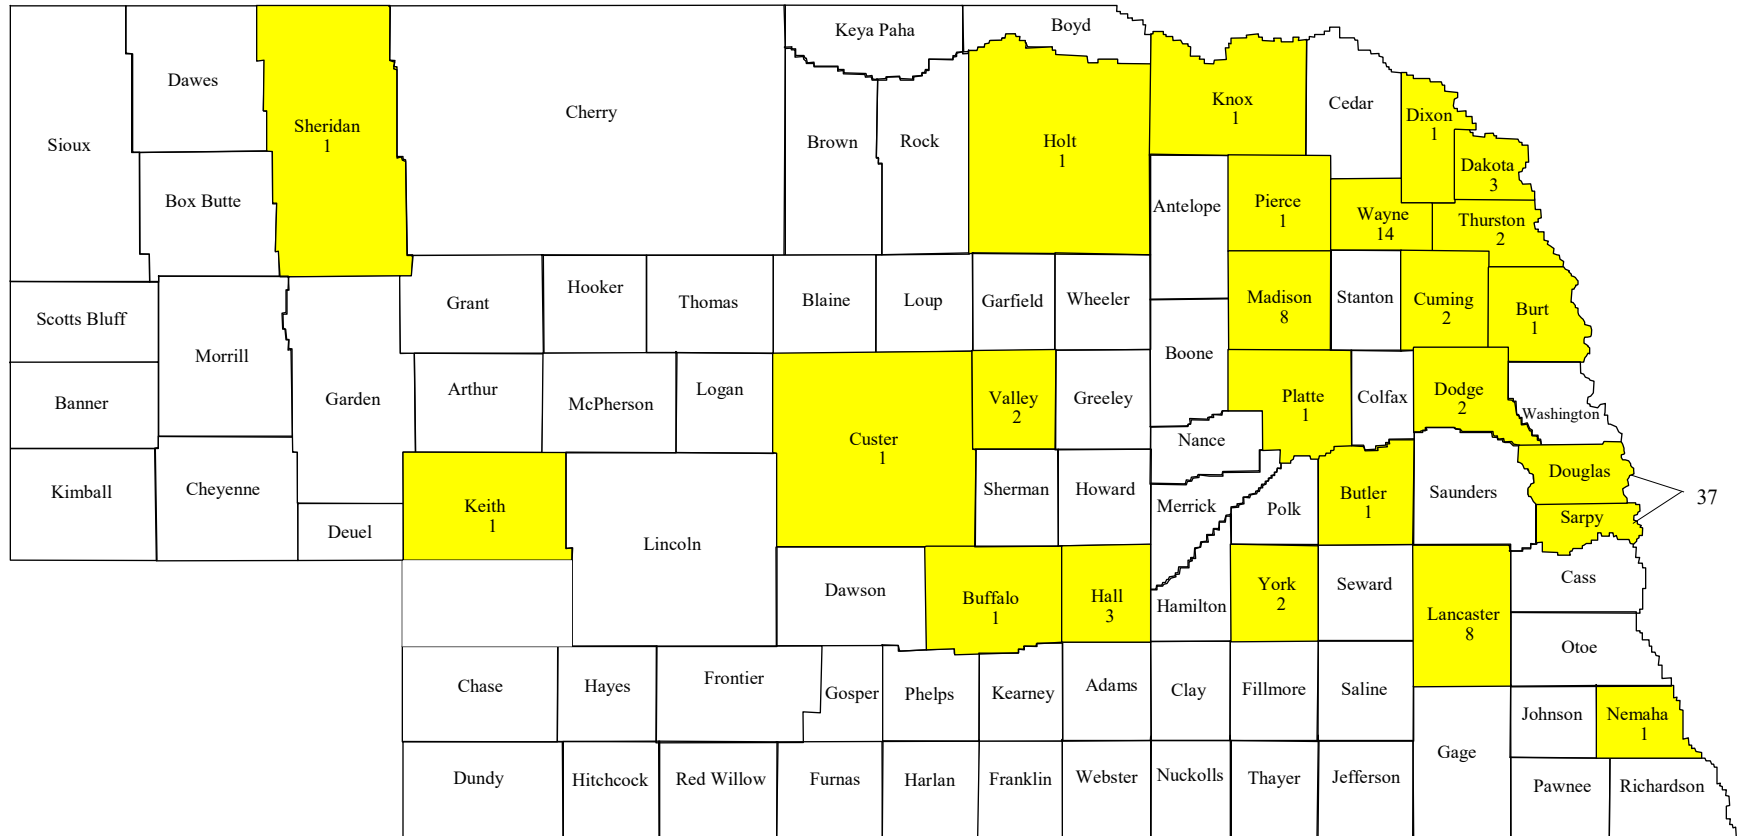 Boyd
Keya Paha
Dawes
Cherry
Knox
1
Cedar
Dixon
1
Sheridan
1
Sioux
Brown
Rock
Holt
1
Dakota
3
Box Butte
Antelope
Pierce
1
Wayne
14
Thurston
2
Grant
Hooker
Thomas
Blaine
Loup
Garfield
Wheeler
Madison
8
Stanton
Cuming
2
Burt
1
Scotts Bluff
Morrill
Boone
Banner
Garden
Arthur
McPherson
Logan
Valley
2
Greeley
Platte
1
Colfax
Dodge
2
Washington
Custer
1
Nance
Kimball
Cheyenne
Keith
1
Sherman
Howard
Merrick
Polk
Butler
1
Saunders
Douglas
37
Sarpy
Deuel
Lincoln
Dawson
Buffalo
1
Hall
3
Hamilton
York
2
Seward
Cass
Lancaster
8
Otoe
Chase
Hayes
Frontier
Gosper
Phelps
Kearney
Adams
Clay
Fillmore
Saline
Johnson
Nemaha
1
Gage
Dundy
Hitchcock
Red Willow
Furnas
Harlan
Franklin
Webster
Nuckolls
Thayer
Jefferson
Pawnee
Richardson